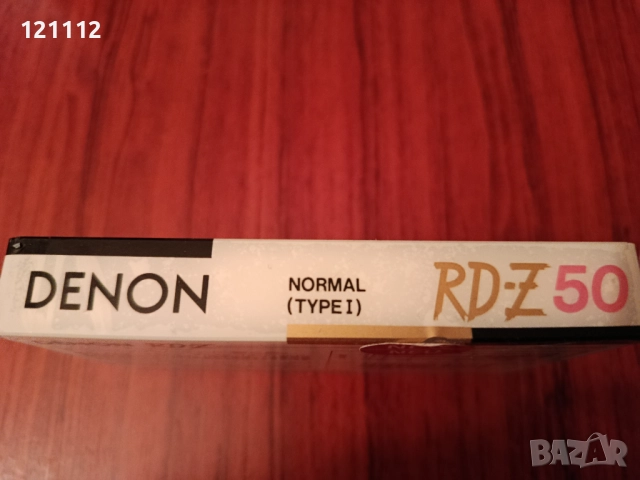 121112
DENON
NORMAL
(TYPE I)
RD-Z 50
BAZAR